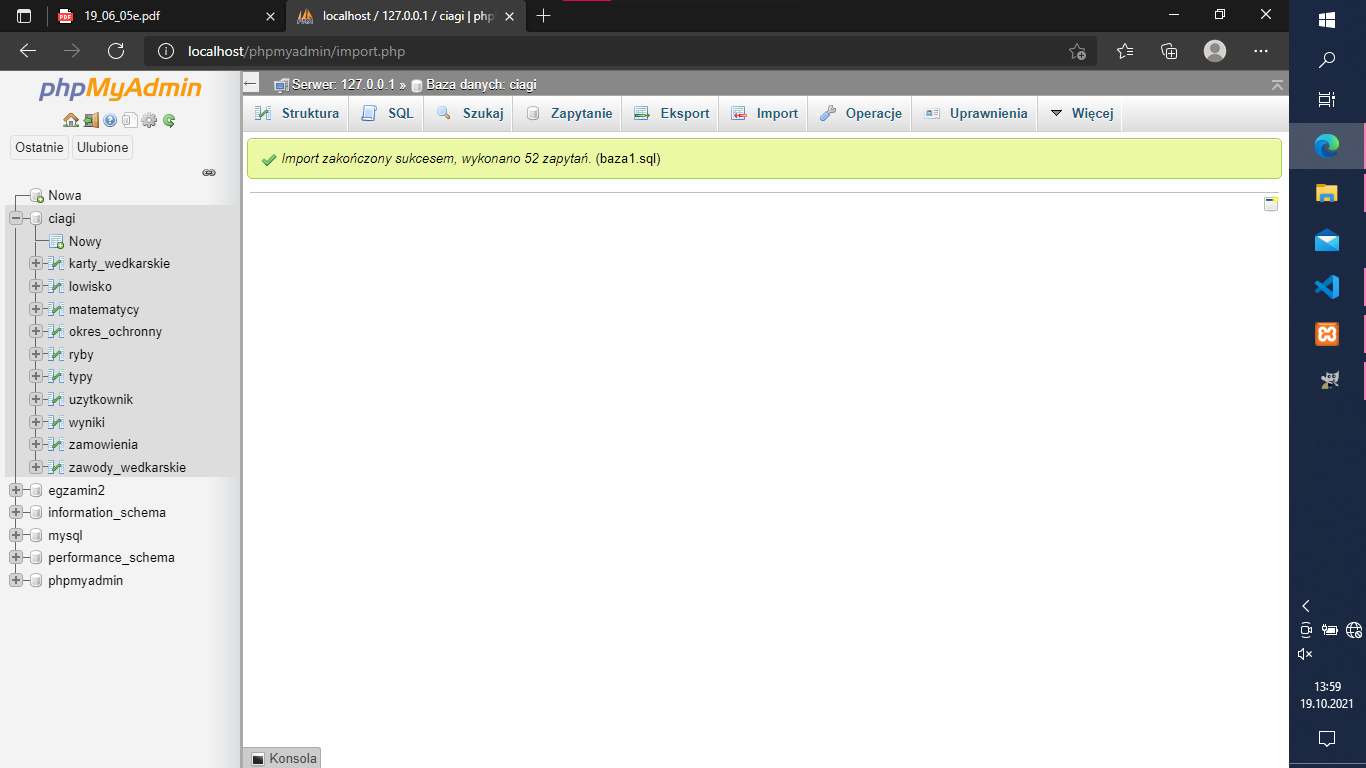 19_06_05e.pdf
localhost / 127.0.0.1 / ciagi | php
localhost/phpmyadmin/import.php
phpMyAdmin
Ostatnie Ulubione
Nowa
ciagi
Nowy
karty_wedkarskie
lowisko
matematycy
okres_ochronny
ryby
typy
uzytkownik
wyniki
zamowienia
zawody_wedkarskie
egzamin2
information_schema
mysql
performance_schema
phpmyadmin
Serwer: 127.0.0.1 » Baza danych: ciagi
Struktura SQL Szukaj Zapytanie Eksport Import Operacje Uprawnienia Więcej
Import zakończony sukcesem, wykonano 52 zapytań. (baza1.sql)
Konsola
13:59
19.10.2021